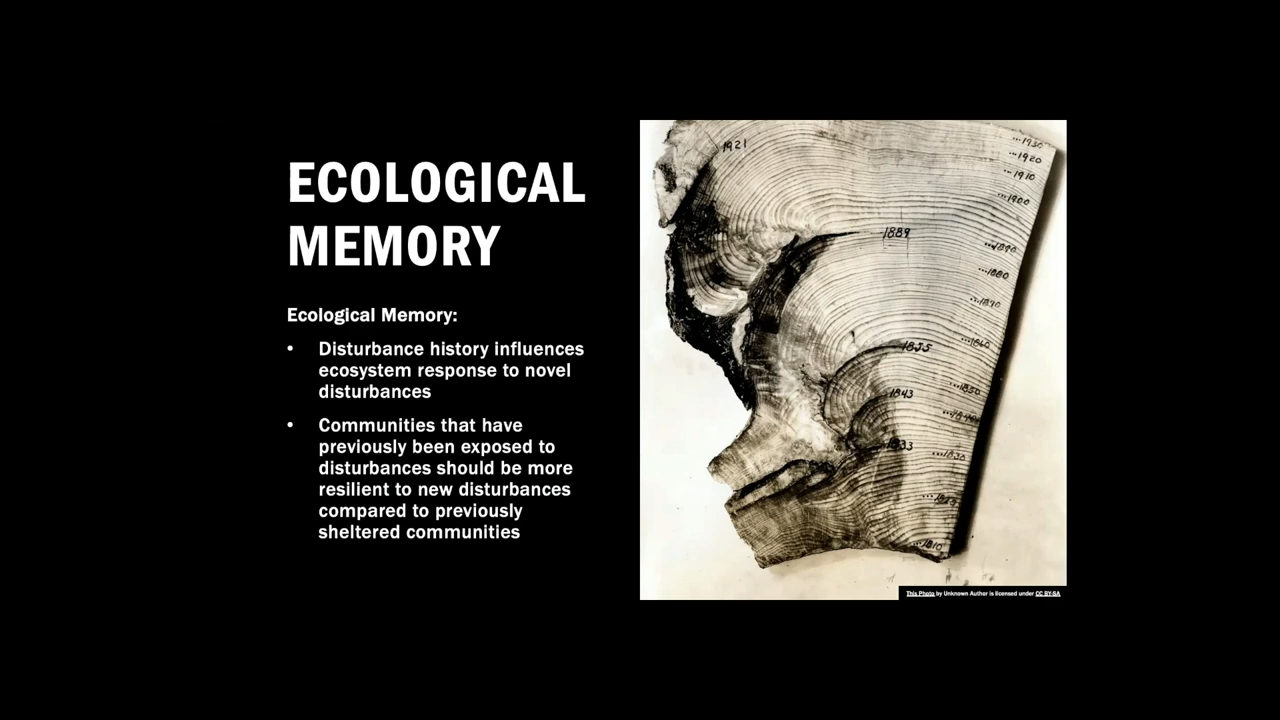 ECOLOGICAL
MEMORY
Ecological Memory:
• Disturbance history influences
ecosystem response to novel
disturbances
• Communities that have
previously been exposed to
disturbances should be more
resilient to new disturbances
compared to previously
sheltered communities
1921
1889
1855
1843
1833
...1930
...1920
...1910
...1900
...1890
...1880
...1870
...1860
...1850
...1840
...1830
...1810
This Photo by Unknown Author is licensed under CC BY-SA